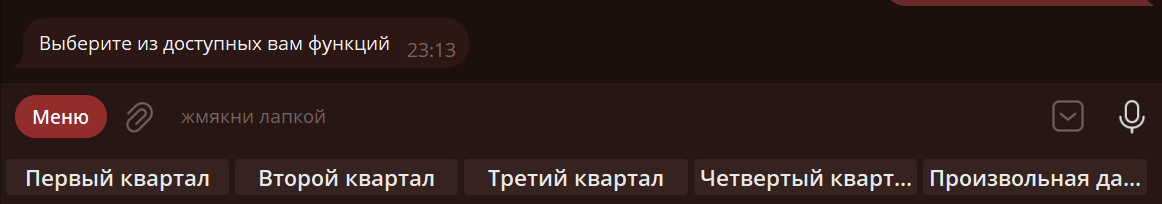 Выберите из доступных вам функций 23:13
Меню жмякни лапкой
Первый квартал Второй квартал Третий квартал Четвертый кварт... Произвольная да...